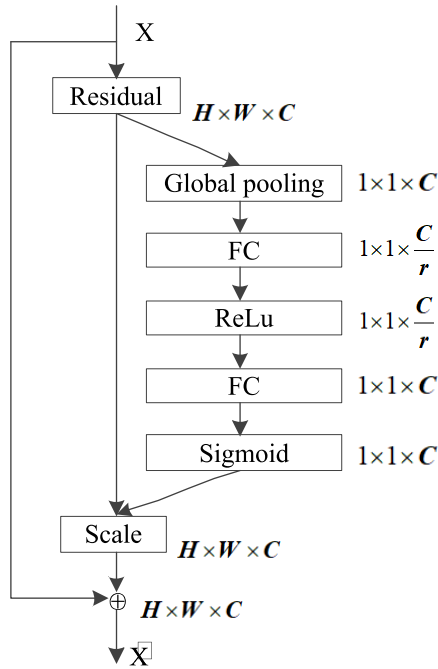 X
Residual
H×W×C
Global pooling 1×1×C
FC 1×1×C/r
ReLu 1×1×C/r
FC 1×1×C
Sigmoid 1×1×C
Scale
H×W×C
⊕ H×W×C
X